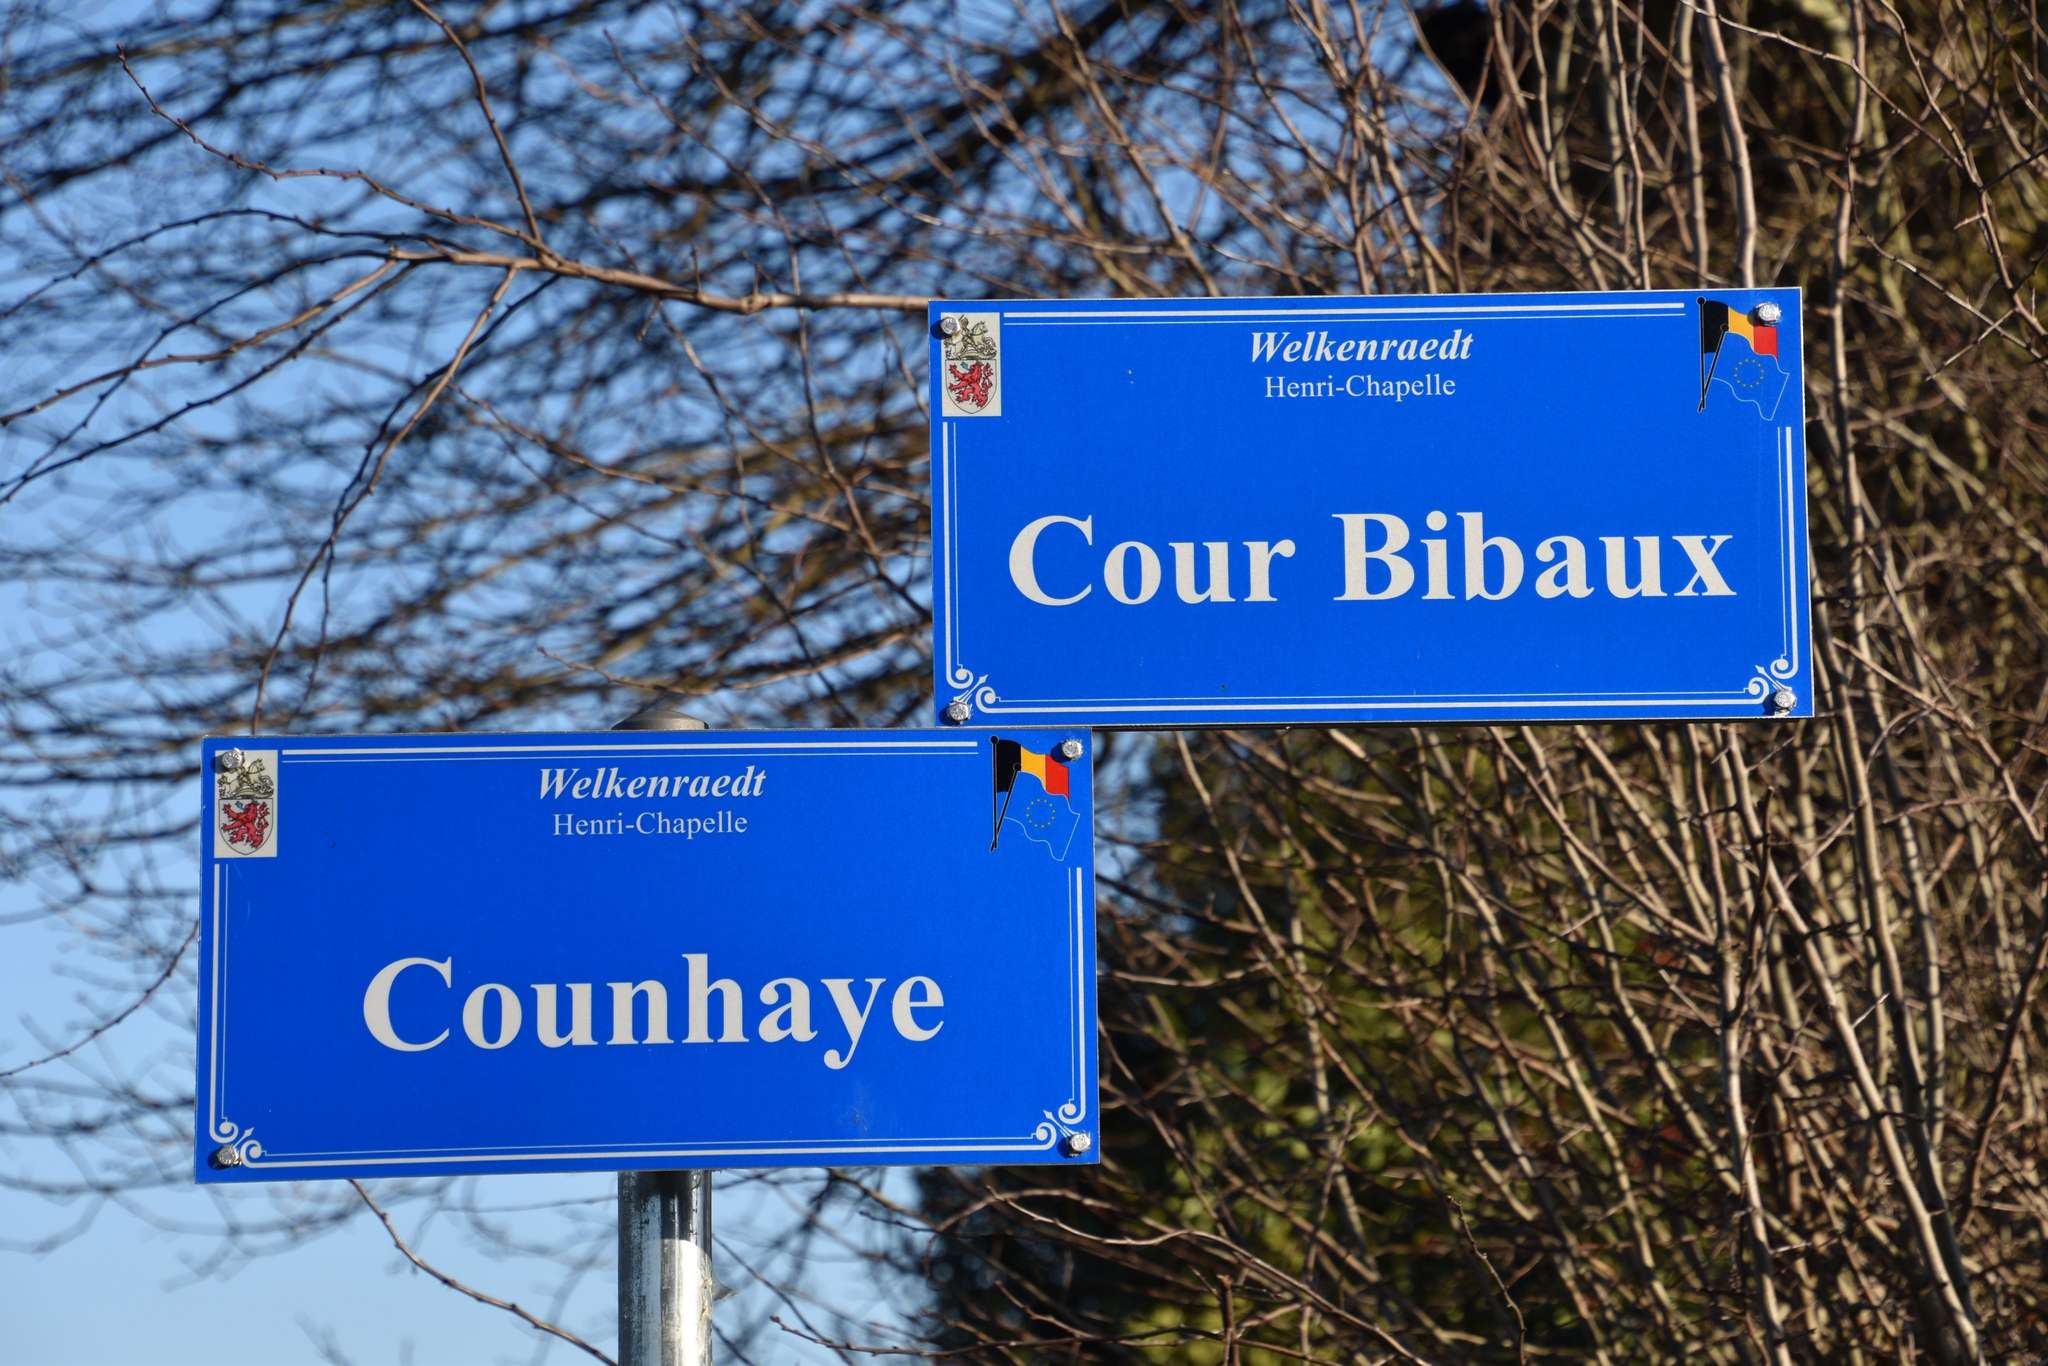 Welkenraedt
Henri-Chapelle
Cour Bibaux
Welkenraedt
Henri-Chapelle
Counhaye